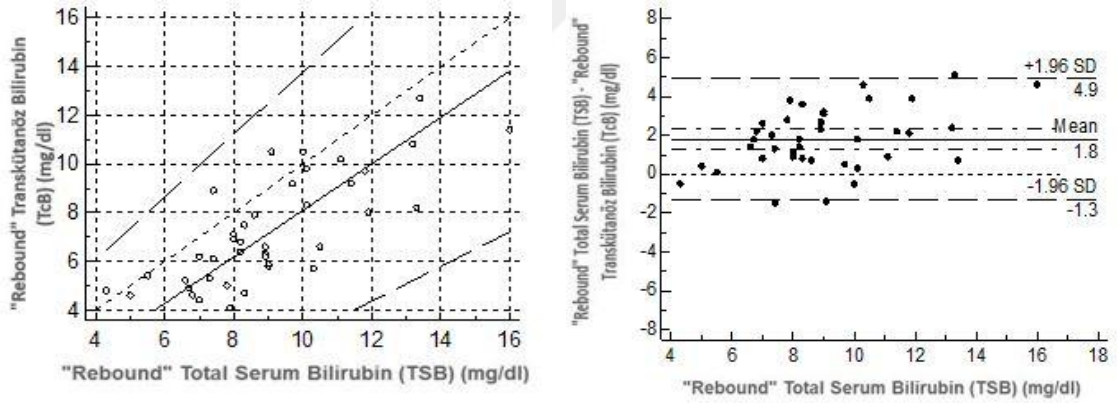 "Rebound" Transkütanöz Bilirubin
(TcB) (mg/dl)
16
14
12
10
8
6
4
4 6 8 10 12 14 16
"Rebound" Total Serum Bilirubin (TSB) (mg/dl)
"Rebound" Total Serum Bilirubin (TSB) - "Rebound"
Transkütanöz Bilirubin (TcB) (mg/dl)
8
6
4
2
0
-2
-4
-6
-8
+1.96 SD
4.9
Mean
1.8
-1.96 SD
-1.3
4 6 8 10 12 14 16 18
"Rebound" Total Serum Bilirubin (TSB) (mg/dl)